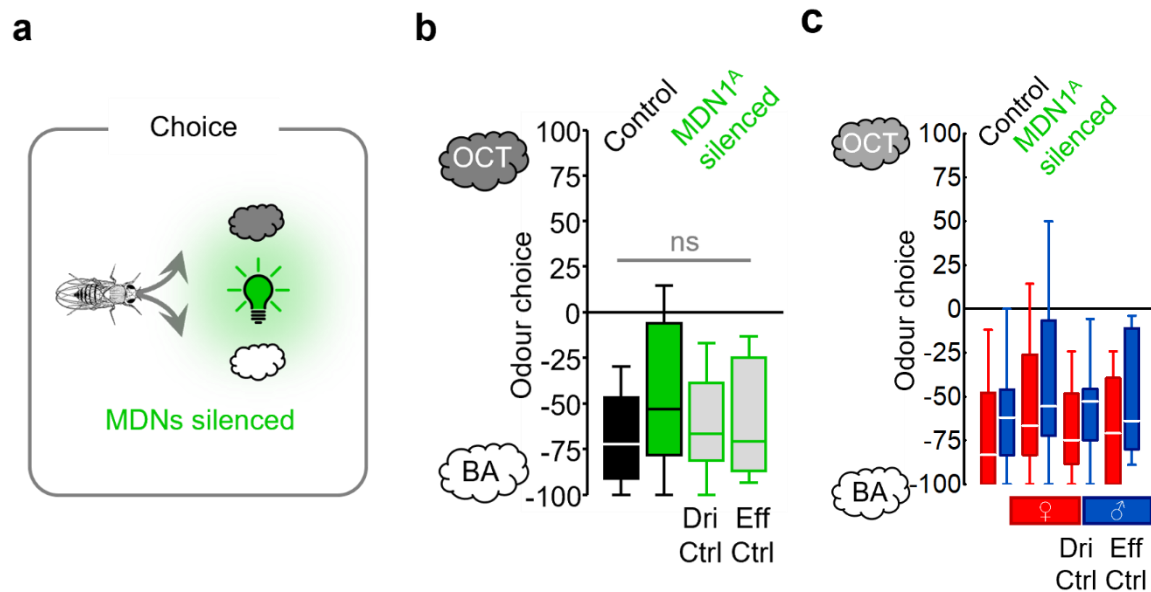 a
Choice
MDNs silenced
b
Control
MDN1ᴬ
silenced
OCT
BA
Odour choice
100
75
50
25
0
-25
-50
-75
-100
ns
Dri
Ctrl
Eff
Ctrl
c
Control
MDN1ᴬ
silenced
OCT
BA
Odour choice
100
75
50
25
0
-25
-50
-75
-100
♀
♂
Dri
Ctrl
Eff
Ctrl